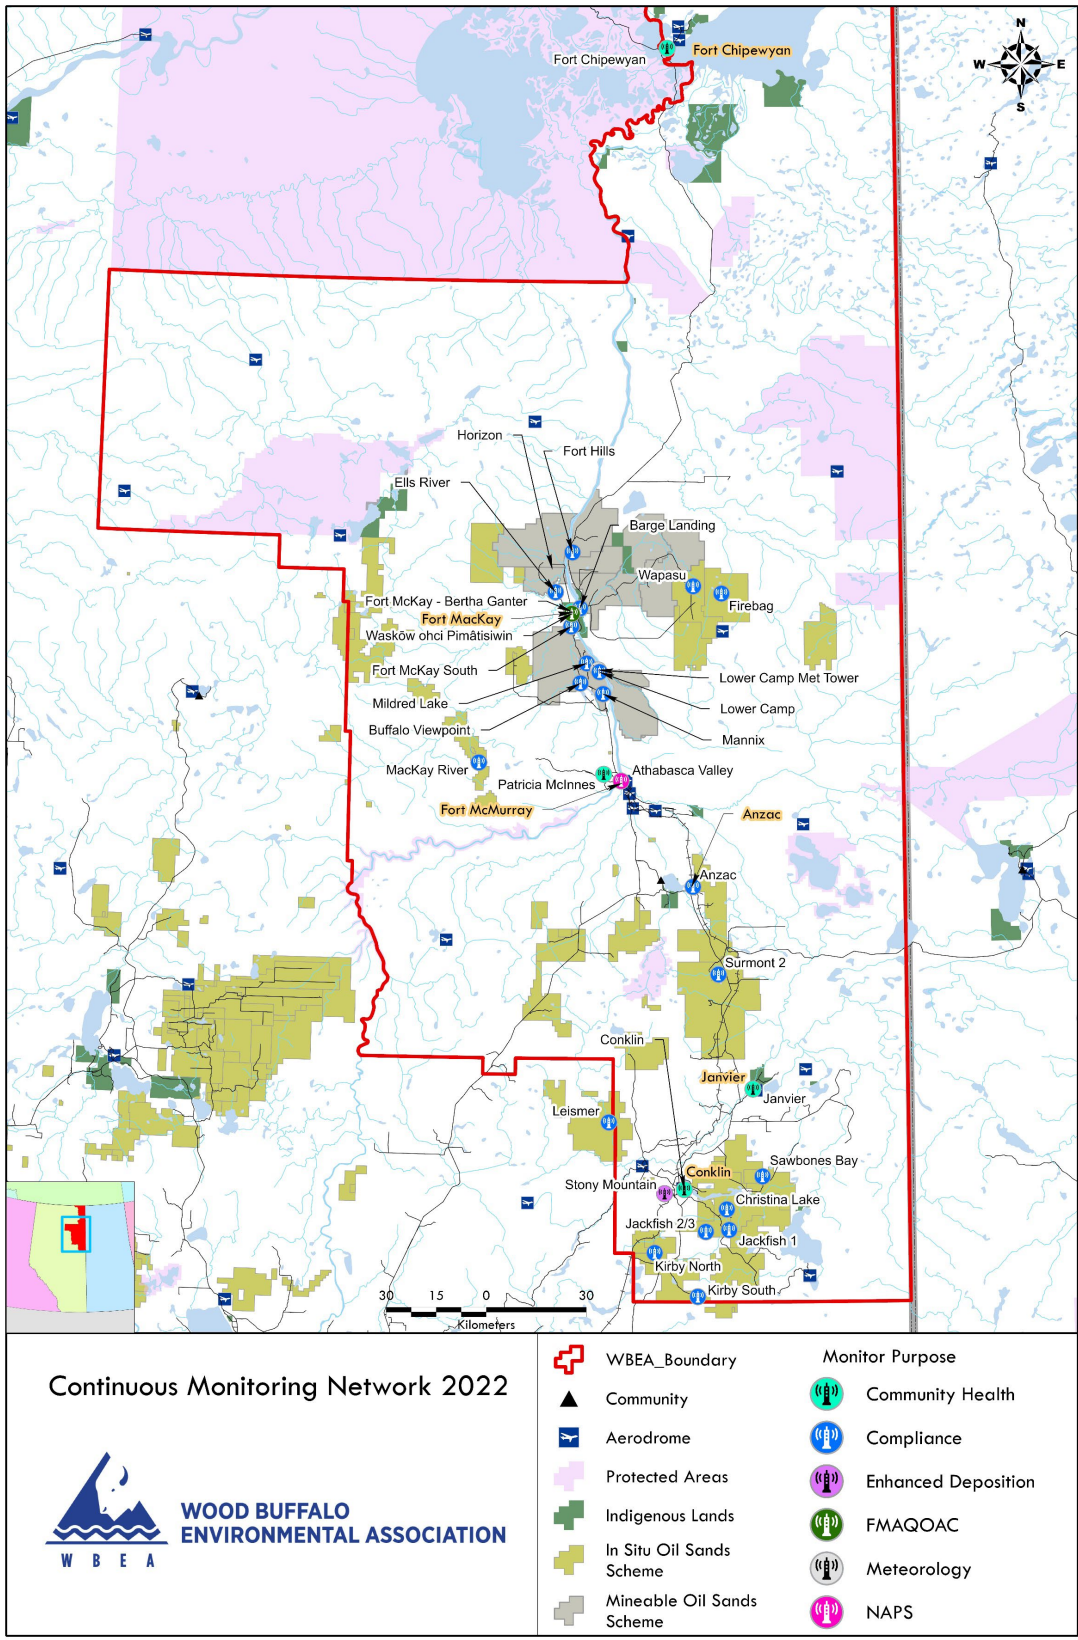 N
W
E
S
Fort Chipewyan
Fort Chipewyan
Horizon
Fort Hills
Ells River
Barge Landing
Wapasu
Firebag
Fort McKay - Bertha Ganter
Fort MacKay
Waskōw ohci Pimâtisiwin
Fort McKay South
Lower Camp Met Tower
Mildred Lake
Lower Camp
Buffalo Viewpoint
Mannix
MacKay River
Athabasca Valley
Patricia McInnes
Fort McMurray
Anzac
Anzac
Surmont 2
Conklin
Janvier
Janvier
Leismer
Sawbones Bay
Conklin
Stony Mountain
Christina Lake
Jackfish 2/3
Jackfish 1
Kirby North
Kirby South
30 15 0 30
Kilometers
Continuous Monitoring Network 2022
WOOD BUFFALO
ENVIRONMENTAL ASSOCIATION
W B E A
WBEA_Boundary
Community
Aerodrome
Protected Areas
Indigenous Lands
In Situ Oil Sands
Scheme
Mineable Oil Sands
Scheme
Monitor Purpose
Community Health
Compliance
Enhanced Deposition
FMAQOAC
Meteorology
NAPS